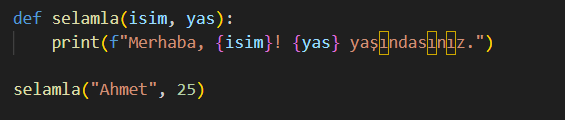 def selamla(isim, yas):
    print(f"Merhaba, {isim}! {yas} yaşındasınız.")
selamla("Ahmet", 25)